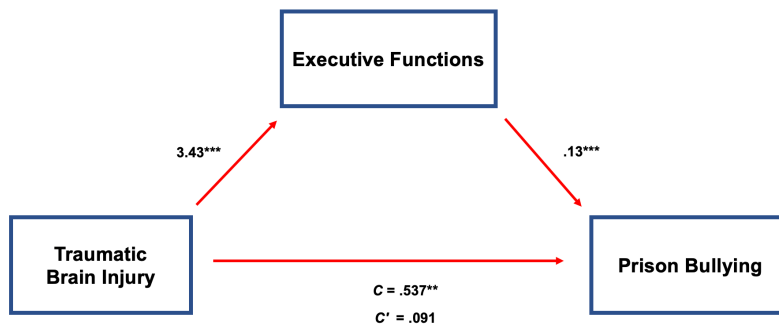 Executive Functions
3.43***
.13***
Traumatic
Brain Injury
Prison Bullying
C = .537**
C' = .091